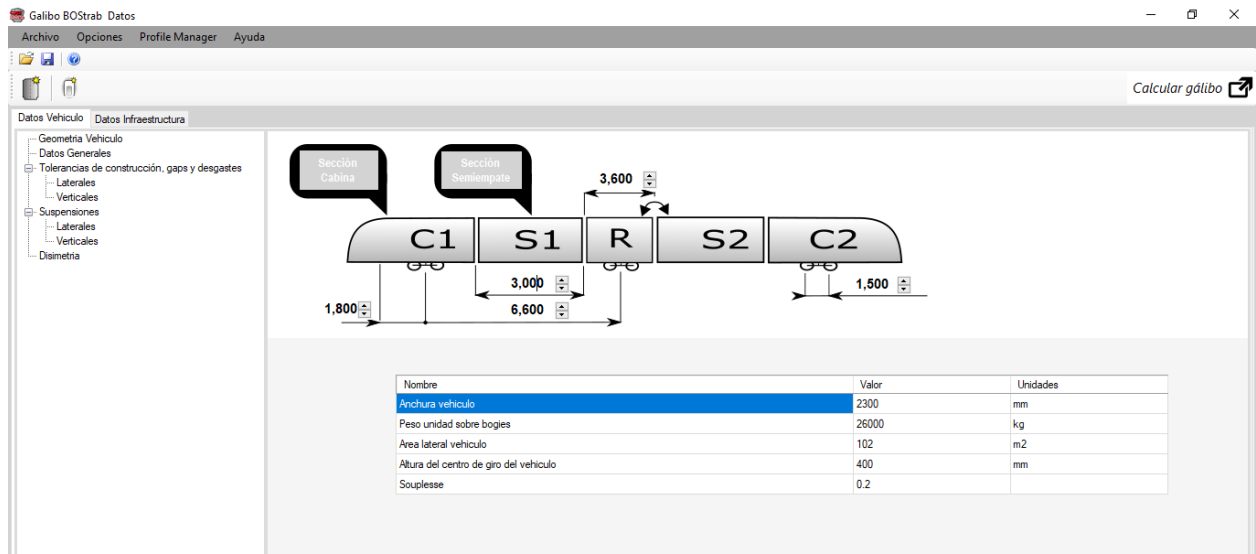 Galibo BOStrab Datos
Archivo Opciones Profile Manager Ayuda
Calcular gálibo
Datos Vehiculo Datos Infraestructura
Geometria Vehiculo
Datos Generales
Tolerancias de construcción, gaps y desgastes
Laterales
Verticales
Suspensiones
Laterales
Verticales
Disimetria
Sección
Cabina
Sección
Semiempate
3,600
C1 S1 R S2 C2
3,000
1,500
1,800
6,600
Nombre Valor Unidades
Anchura vehiculo 2300 mm
Peso unidad sobre bogies 26000 kg
Area lateral vehiculo 102 m2
Altura del centro de giro del vehiculo 400 mm
Souplesse 0.2